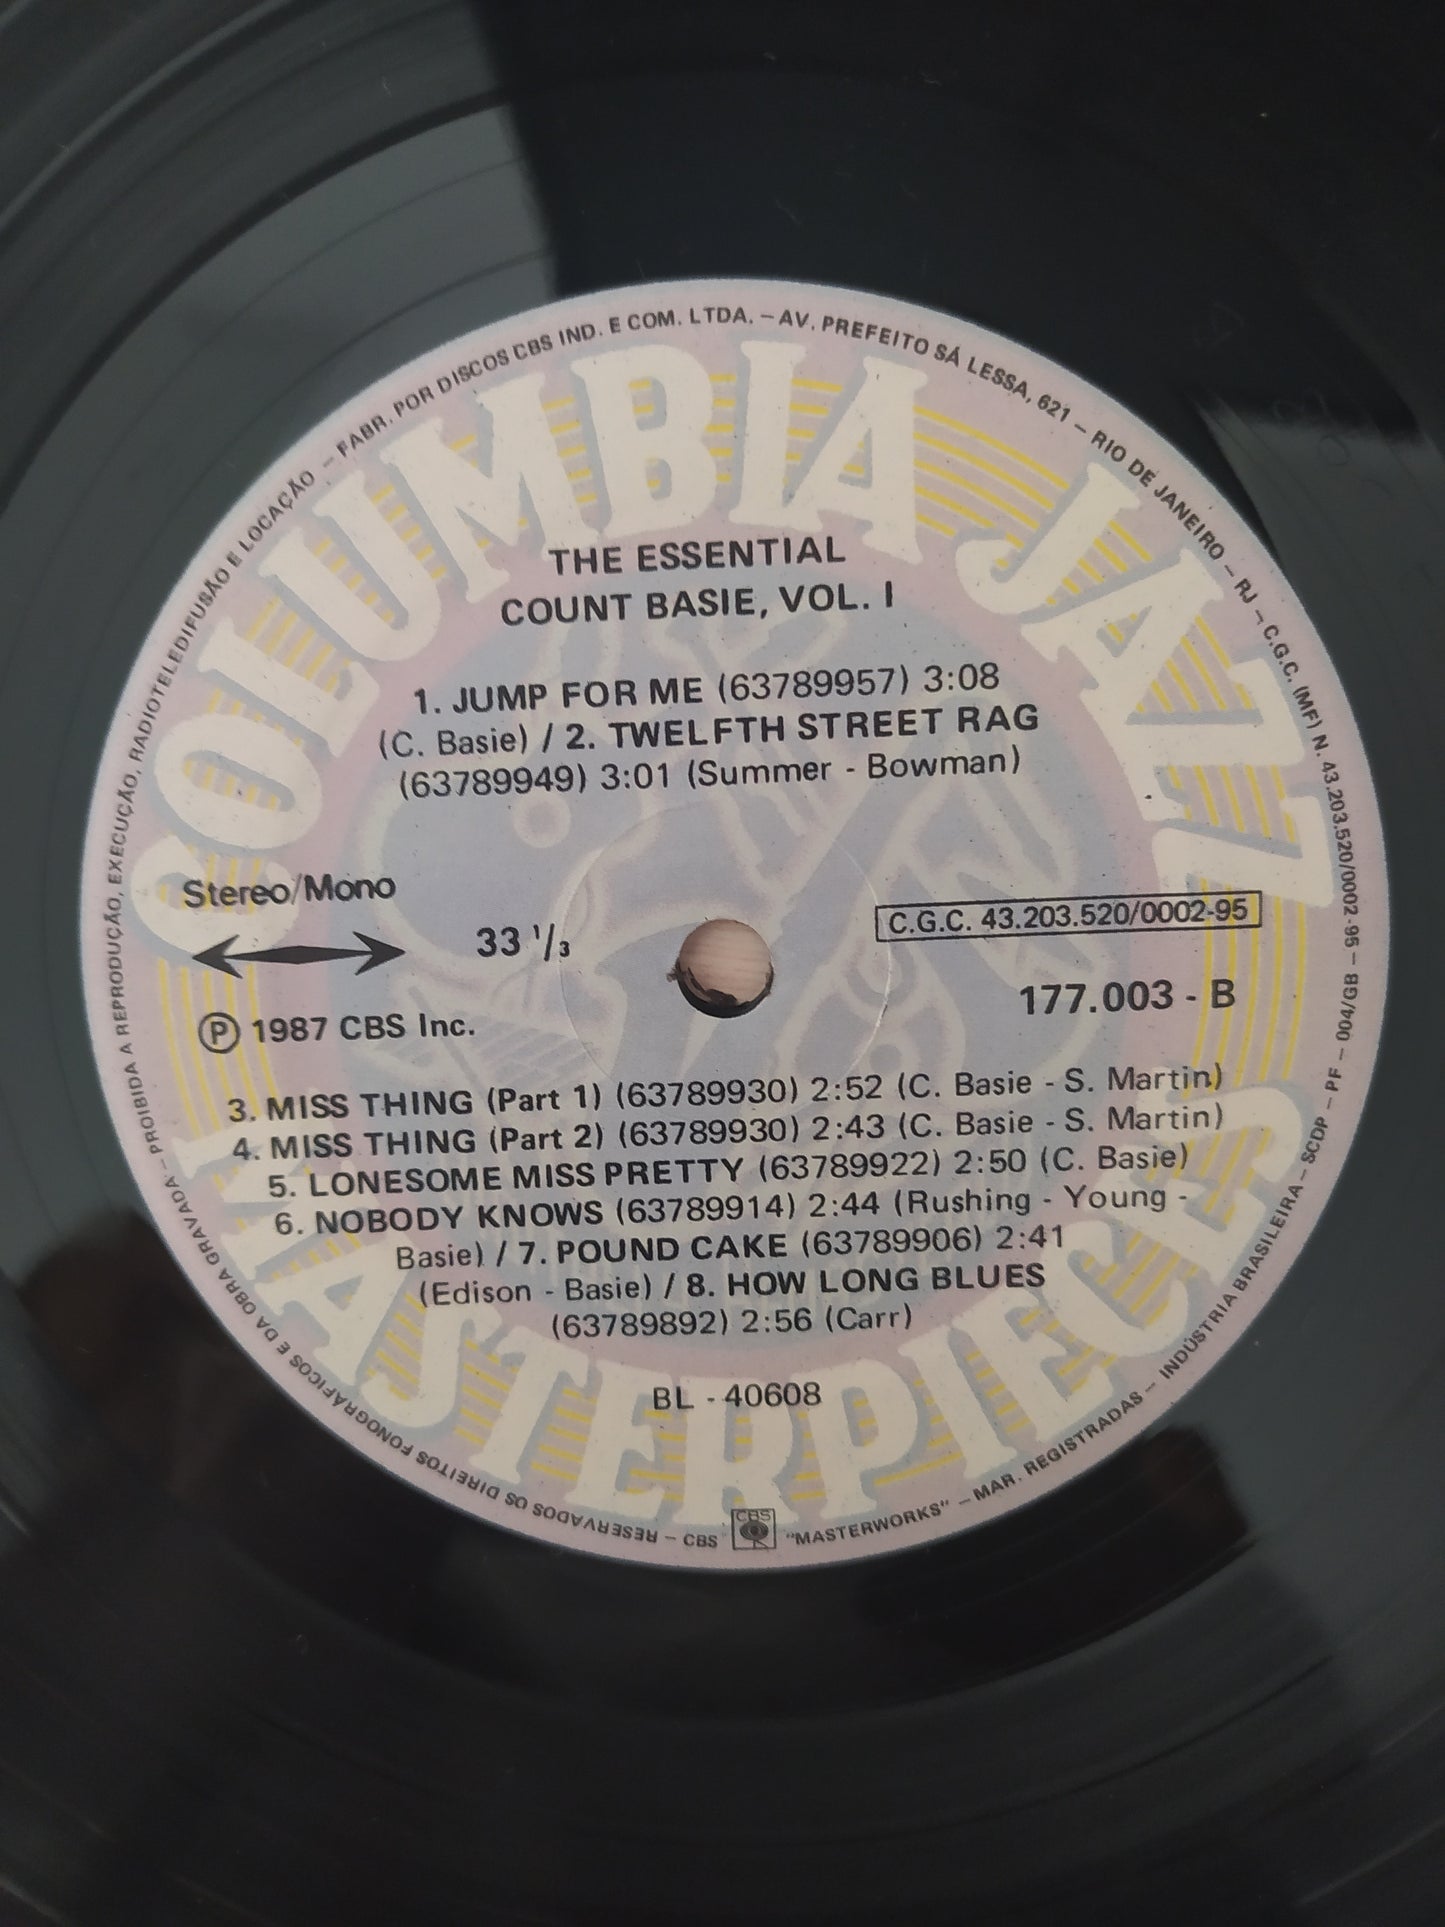 COLUMBIA JAZZ
THE ESSENTIAL
COUNT BASIE, VOL. I
1. JUMP FOR ME (63789957) 3:08
(C. Basie) / 2. TWELFTH STREET RAG
(63789949) 3:01 (Summer - Bowman)
Stereo/Mono
33 1/3
C.G.C. 43.203.520/0002-95
177.003 - B
Ⓟ 1987 CBS Inc.
3. MISS THING (Part 1) (63789930) 2:52 (C. Basie - S. Martin)
4. MISS THING (Part 2) (63789930) 2:43 (C. Basie - S. Martin)
5. LONESOME MISS PRETTY (63789922) 2:50 (C. Basie)
6. NOBODY KNOWS (63789914) 2:44 (Rushing - Young -
Basie) / 7. POUND CAKE (63789906) 2:41
(Edison - Basie) / 8. HOW LONG BLUES
(63789892) 2:56 (Carr)
BL - 40608
MASTERPIECES
– FABR. POR DISCOS CBS IND. E COM. LTDA. – AV. PREFEITO SÁ LESSA, 621 – RIO DE JANEIRO – RJ – C.G.C. (MF) N. 43.203.520/0002-95 – 004/GB – PF – SCDP – INDÚSTRIA BRASILEIRA – MAR. REGISTRADAS – "MASTERWORKS" CBS CBS – RESERVADOS OS DIREITOS FONOGRÁFICOS E DA OBRA GRAVADA – PROIBIDA A REPRODUÇÃO, EXECUÇÃO, RADIOTELEDIFUSÃO E LOCAÇÃO